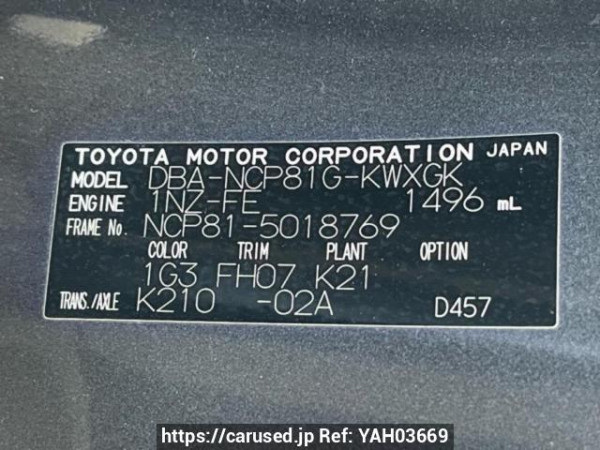 TOYOTA MOTOR CORPORATION JAPAN
MODEL DBA-NCP81G-KWXGK
ENGINE 1NZ-FE 1496 mL
FRAME No. NCP81-5018769
COLOR TRIM PLANT OPTION
1G3 FH07 K21
TRANS./AXLE K210 -02A D457
https://carused.jp Ref: YAH03669